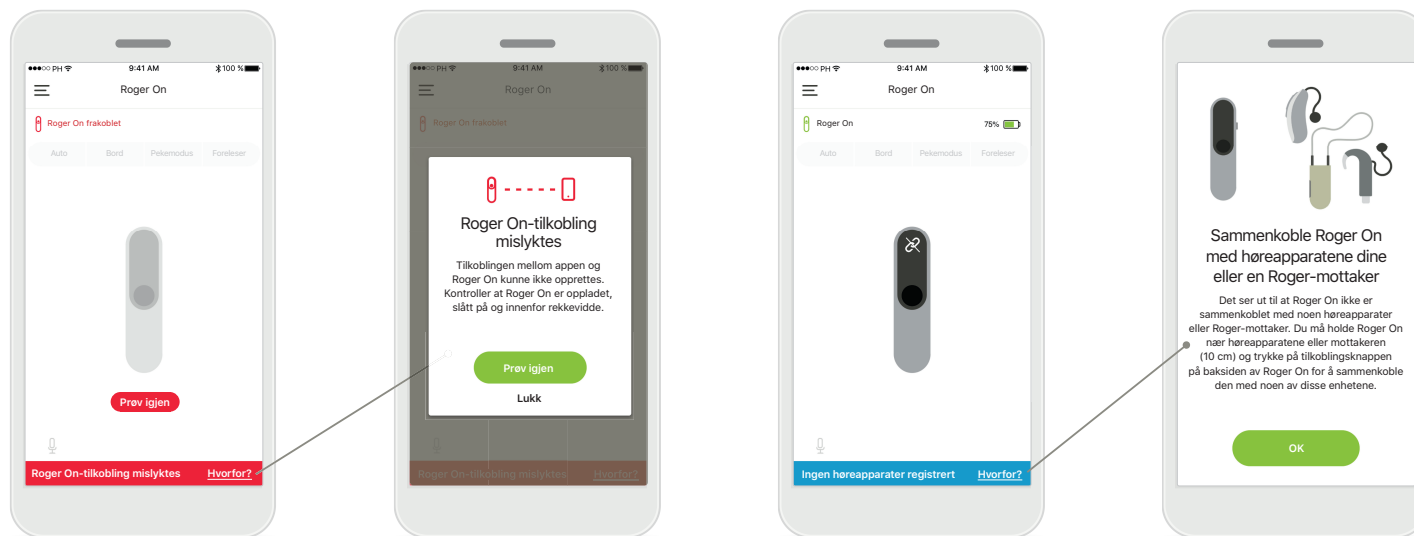 ●●●○○ PH 9:41 AM 100 %
Roger On
Roger On frakoblet
Auto Bord Pekemodus Foreleser
Prøv igjen
Roger On-tilkobling mislyktes Hvorfor?
●●●○○ PH 9:41 AM 100 %
Roger On
Roger On frakoblet
Roger On-tilkobling
mislyktes
Tilkoblingen mellom appen og
Roger On kunne ikke opprettes.
Kontroller at Roger On er oppladet,
slått på og innenfor rekkevidde.
Prøv igjen
Lukk
Roger On-tilkobling mislyktes Hvorfor?
●●●○○ PH 9:41 AM 100 %
Roger On
Roger On 75%
Auto Bord Pekemodus Foreleser
Ingen høreapparater registrert Hvorfor?
Sammenkoble Roger On
med høreapparatene dine
eller en Roger-mottaker
Det ser ut til at Roger On ikke er
sammenkoblet med noen høreapparater
eller Roger-mottaker. Du må holde Roger On
nær høreapparatene eller mottakeren
(10 cm) og trykke på tilkoblingsknappen
på baksiden av Roger On for å sammenkoble
den med noen av disse enhetene.
OK